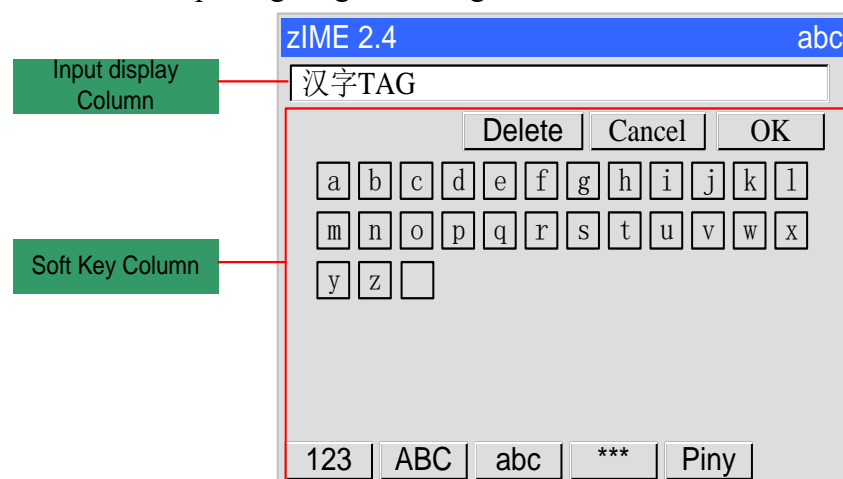 zIME 2.4 abc
Input display
Column
汉字TAG
Delete Cancel OK
a b c d e f g h i j k l
m n o p q r s t u v w x
Soft Key Column
y z
123 ABC abc *** Piny